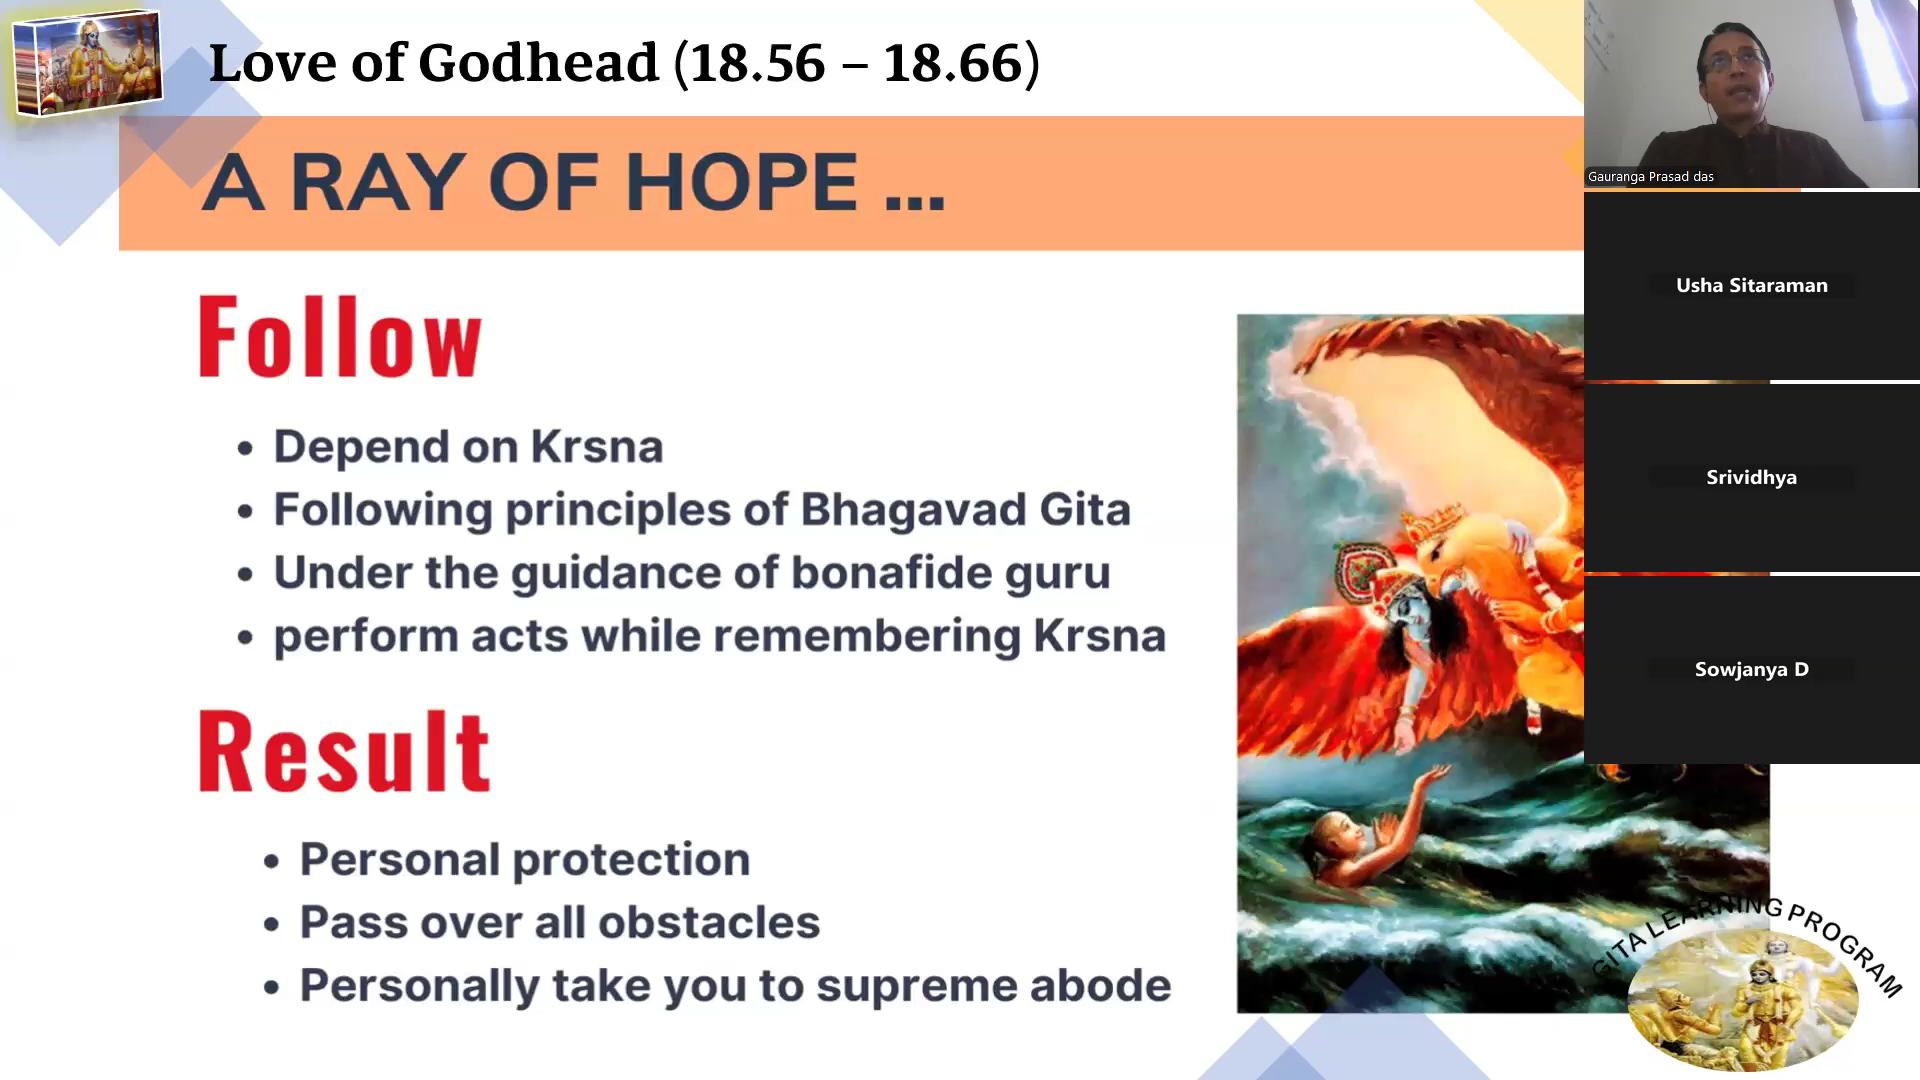 Love of Godhead (18.56 – 18.66)
A RAY OF HOPE ...
Follow
• Depend on Krsna
• Following principles of Bhagavad Gita
• Under the guidance of bonafide guru
• perform acts while remembering Krsna
Result
• Personal protection
• Pass over all obstacles
• Personally take you to supreme abode
Gauranga Prasad das
Usha Sitaraman
Srividhya
Sowjanya D
GITA LEARNING PROGRAM